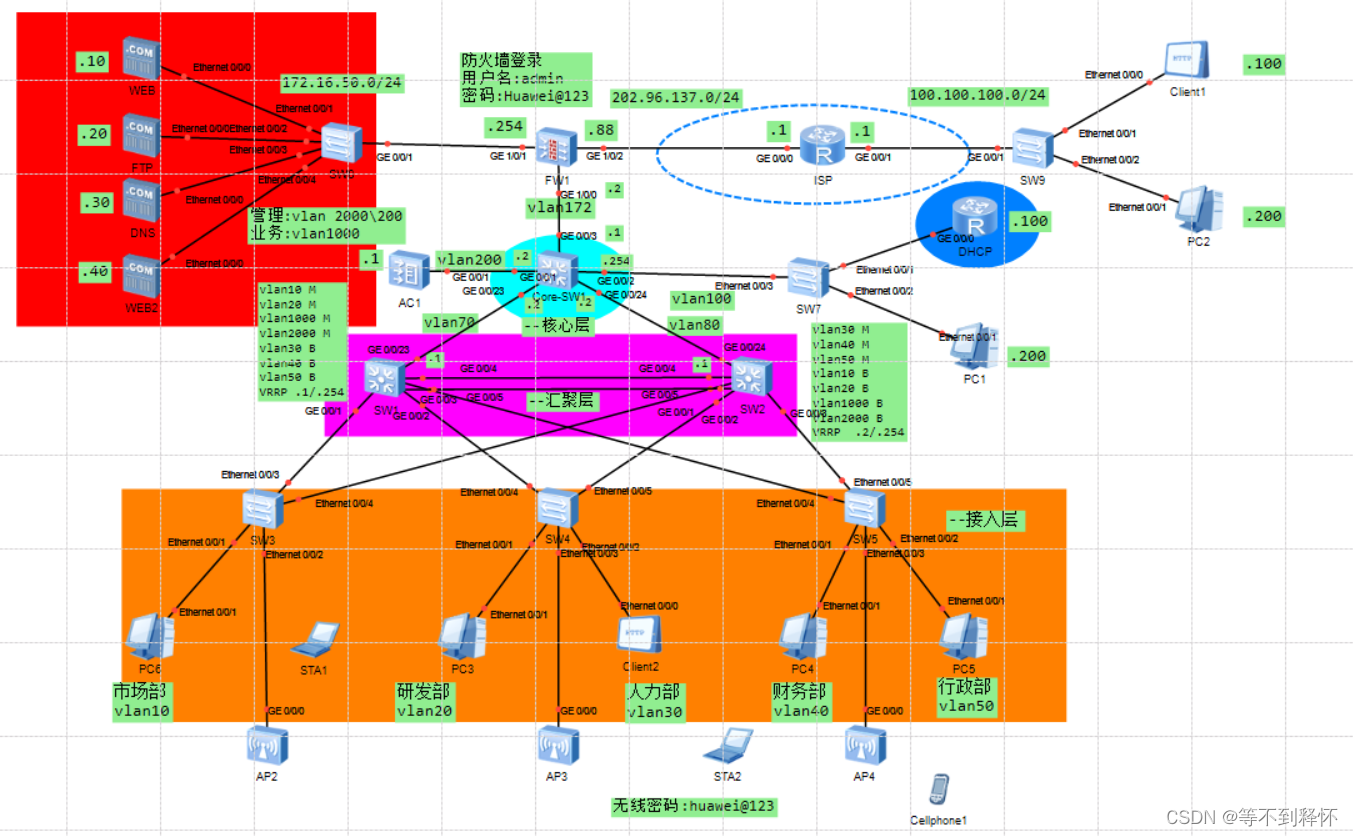 .10
WEB
Ethernet 0/0/0
.20
FTP
Ethernet 0/0/0
.30
DNS
Ethernet 0/0/0
.40
WEB2
Ethernet 0/0/0
172.16.50.0/24
Ethernet 0/0/1
Ethernet 0/0/2
Ethernet 0/0/3
Ethernet 0/0/4
GE 0/0/1
管理:vlan 2000\200
业务:vlan1000
防火墙登录
用户名:admin
密码:Huawei@123
.254
GE 1/0/1
FW1
.88
GE 1/0/2
GE 1/0/0
.2
vlan172
GE 0/0/3
.1
202.96.137.0/24
.1
GE 0/0/0
ISP
.1
GE 0/0/1
100.100.100.0/24
GE 0/0/1
SW9
Ethernet 0/0/1
Ethernet 0/0/2
Ethernet 0/0/0
Client1
.100
Ethernet 0/0/1
PC2
.200
DHCP
GE 0/0/0
.100
SW7
Ethernet 0/0/1
Ethernet 0/0/2
Ethernet 0/0/3
Ethernet 0/0/1
PC1
.200
.1
AC1
vlan200
GE 0/0/1
.2
GE 0/0/1
Core-SW1
.254
GE 0/0/2
GE 0/0/23
GE 0/0/24
.2
.2
--核心层
vlan100
vlan70
vlan80
vlan10 M
vlan20 M
vlan1000 M
vlan2000 M
vlan30 B
vlan40 B
vlan50 B
VRRP .1/.254
vlan30 M
vlan40 M
vlan50 M
vlan10 B
vlan20 B
vlan1000 B
vlan2000 B
VRRP .2/.254
GE 0/0/23
.1
SW1
GE 0/0/4
GE 0/0/5
GE 0/0/3
GE 0/0/2
GE 0/0/1
--汇聚层
GE 0/0/24
.1
SW2
GE 0/0/4
GE 0/0/5
GE 0/0/1
GE 0/0/2
GE 0/0/3
Ethernet 0/0/3
Ethernet 0/0/4
SW3
Ethernet 0/0/1
Ethernet 0/0/2
Ethernet 0/0/4
Ethernet 0/0/5
SW4
Ethernet 0/0/1
Ethernet 0/0/2
Ethernet 0/0/3
Ethernet 0/0/5
Ethernet 0/0/4
SW5
Ethernet 0/0/1
Ethernet 0/0/2
Ethernet 0/0/3
--接入层
Ethernet 0/0/1
PC6
市场部
vlan10
STA1
Ethernet 0/0/1
PC3
研发部
vlan20
Ethernet 0/0/0
Client2
人力部
vlan30
Ethernet 0/0/1
PC4
财务部
vlan40
Ethernet 0/0/1
PC5
行政部
vlan50
GE 0/0/0
AP2
GE 0/0/0
AP3
STA2
GE 0/0/0
AP4
Cellphone1
无线密码:huawei@123
CSDN @等不到释怀